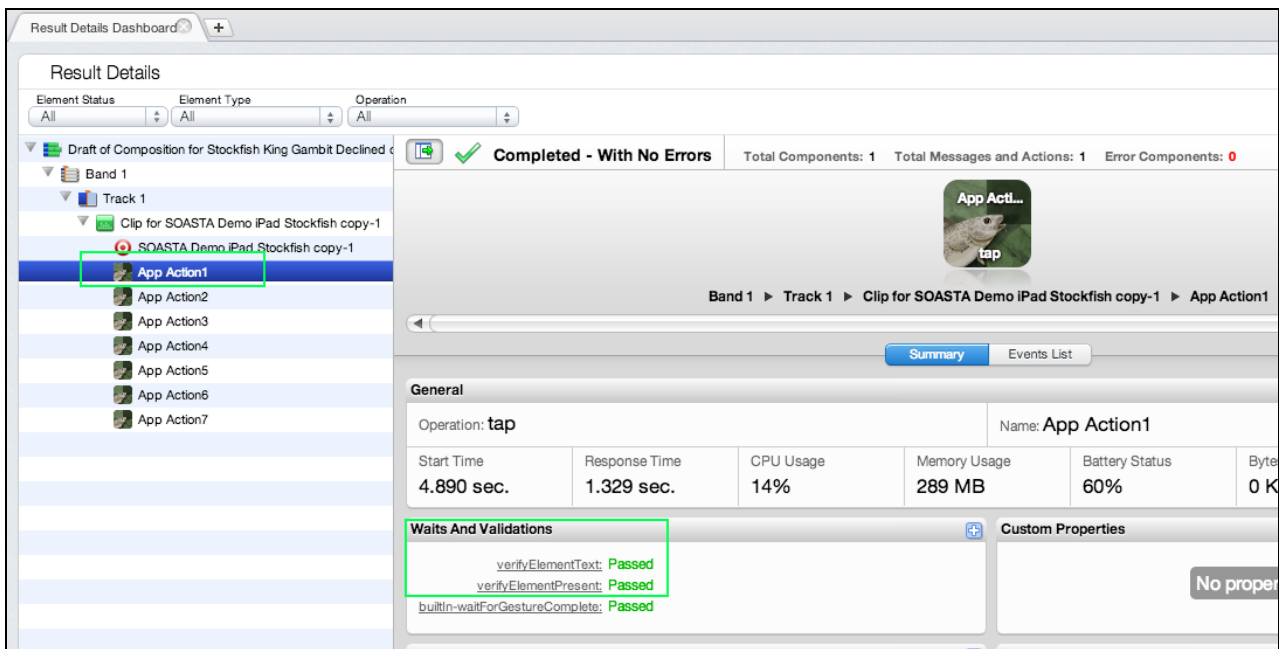 Result Details Dashboard +
Result Details
Element Status Element Type Operation
All All All
Draft of Composition for Stockfish King Gambit Declined
Band 1
Track 1
Clip for SOASTA Demo iPad Stockfish copy-1
SOASTA Demo iPad Stockfish copy-1
App Action1
App Action2
App Action3
App Action4
App Action5
App Action6
App Action7
Completed - With No Errors Total Components: 1 Total Messages and Actions: 1 Error Components: 0
App Acti...
tap
Band 1 ▶ Track 1 ▶ Clip for SOASTA Demo iPad Stockfish copy-1 ▶ App Action1
Summary Events List
General
Operation: tap Name: App Action1
Start Time Response Time CPU Usage Memory Usage Battery Status Byte
4.890 sec. 1.329 sec. 14% 289 MB 60% 0 K
Waits And Validations Custom Properties
verifyElementText: Passed
verifyElementPresent: Passed
builtIn-waitForGestureComplete: Passed
No proper